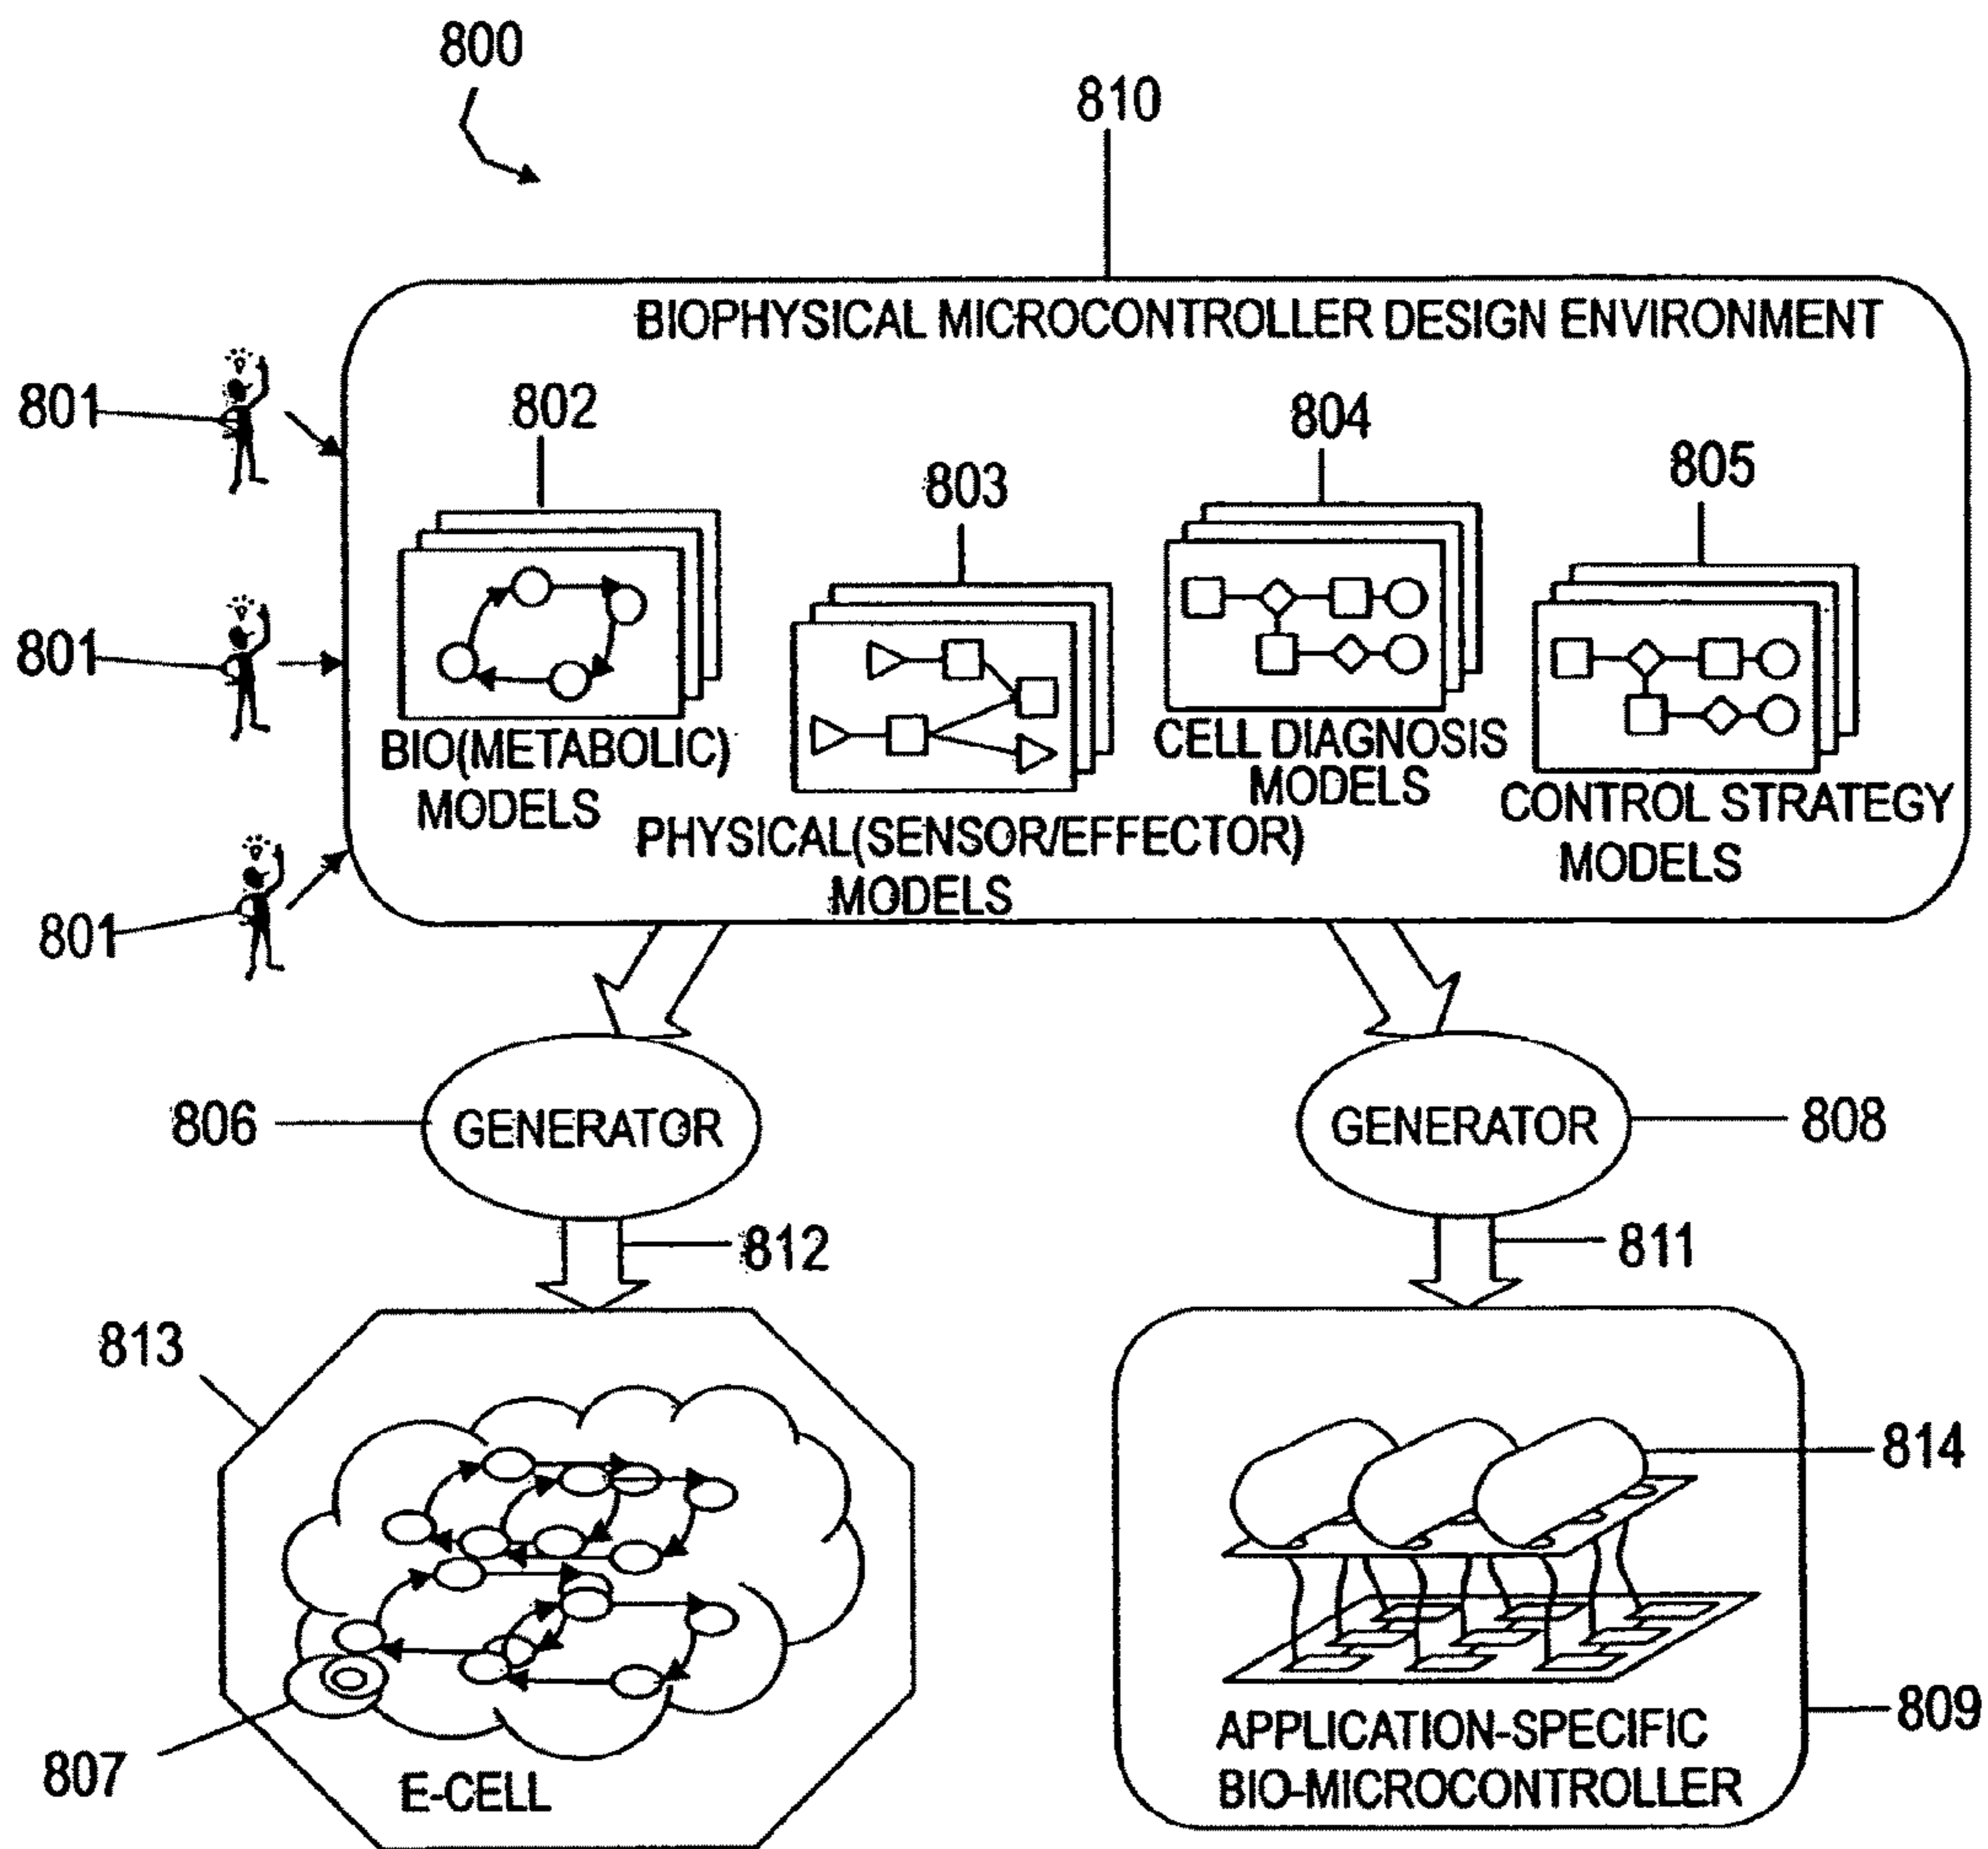 800
810
BIOPHYSICAL MICROCONTROLLER DESIGN ENVIRONMENT
801
802
803
804
805
801
BIO(METABOLIC)
MODELS
PHYSICAL(SENSOR/EFFECTOR)
MODELS
CELL DIAGNOSIS
MODELS
CONTROL STRATEGY
MODELS
801
806
GENERATOR
GENERATOR
808
812
811
813
814
807
E-CELL
APPLICATION-SPECIFIC
BIO-MICROCONTROLLER
809